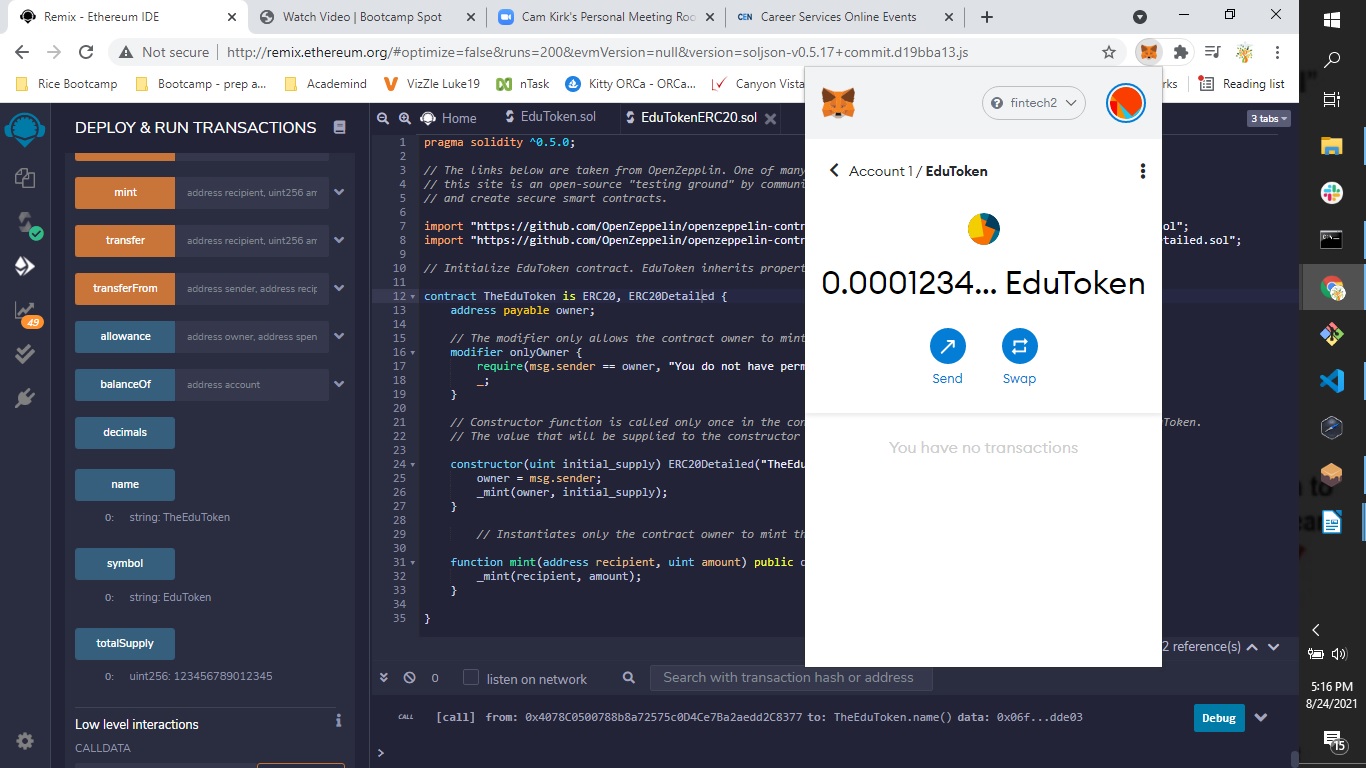 Remix - Ethereum IDE
Watch Video | Bootcamp Spot
Cam Kirk's Personal Meeting Roo
CEN Career Services Online Events
Not secure | http://remix.ethereum.org/#optimize=false&runs=200&evmVersion=null&version=soljson-v0.5.17+commit.d19bba13.js
Rice Bootcamp
Bootcamp - prep a...
Academind
VizZle Luke19
nTask
Kitty ORCa - ORCa...
Canyon Vista
rks
Reading list
DEPLOY & RUN TRANSACTIONS
mint address recipient, uint256 am
transfer address recipient, uint256 am
transferFrom address sender, address recip
allowance address owner, address spen
balanceOf address account
decimals
name
0: string: TheEduToken
symbol
0: string: EduToken
totalSupply
0: uint256: 123456789012345
Low level interactions
CALLDATA
49
Home
EduToken.sol
EduTokenERC20.sol
3 tabs
1 pragma solidity ^0.5.0;
2
3 // The links below are taken from OpenZepplin. One of many
4 // this site is an open-source "testing ground" by communi
5 // and create secure smart contracts.
6
7 import "https://github.com/OpenZeppelin/openzeppelin-contr ol";
8 import "https://github.com/OpenZeppelin/openzeppelin-contr etailed.sol";
9
10 // Initialize EduToken contract. EduToken inherits propert
11
12 contract TheEduToken is ERC20, ERC20Detailed {
13 address payable owner;
14
15 // The modifier only allows the contract owner to mint
16 modifier onlyOwner {
17 require(msg.sender == owner, "You do not have perm
18 _;
19 }
20
21 // Constructor function is called only once in the con Token.
22 // The value that will be supplied to the constructor
23
24 constructor(uint initial_supply) ERC20Detailed("TheEdu
25 owner = msg.sender;
26 _mint(owner, initial_supply);
27 }
28
29 // Instantiates only the contract owner to mint th
30
31 function mint(address recipient, uint amount) public o
32 _mint(recipient, amount);
33 }
34
35 }
2 reference(s)
0
listen on network
Search with transaction hash or address
CALL [call] from: 0x4078C0500788b8a72575c0D4Ce7Ba2aedd2C8377 to: TheEduToken.name() data: 0x06f...dde03
Debug
>
fintech2
Account 1 / EduToken
0.0001234... EduToken
Send
Swap
You have no transactions
5:16 PM
8/24/2021
15